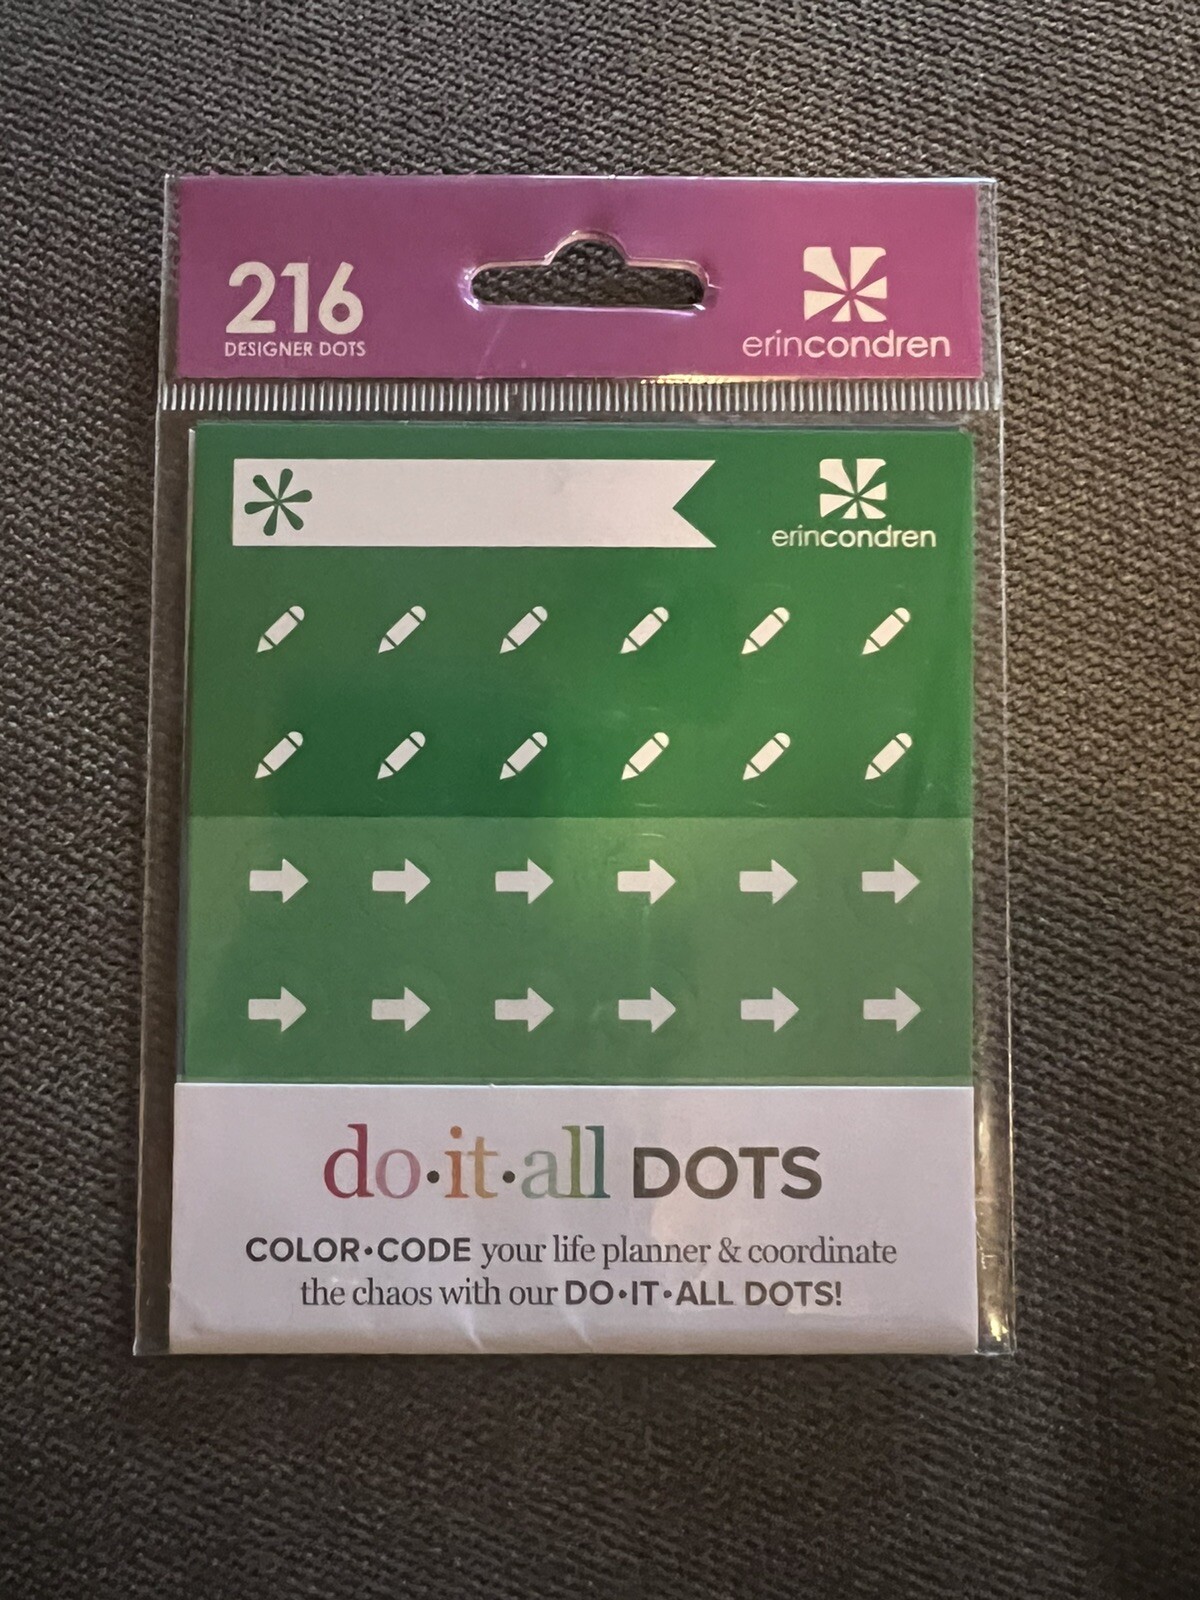 216
DESIGNER DOTS
erincondren
erincondren
do•it•all DOTS
COLOR•CODE your life planner & coordinate
the chaos with our DO•IT•ALL DOTS!